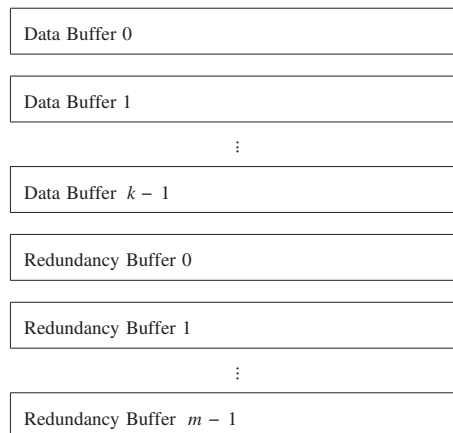 Data Buffer 0
Data Buffer 1
⋮
Data Buffer k − 1
Redundancy Buffer 0
Redundancy Buffer 1
⋮
Redundancy Buffer m − 1